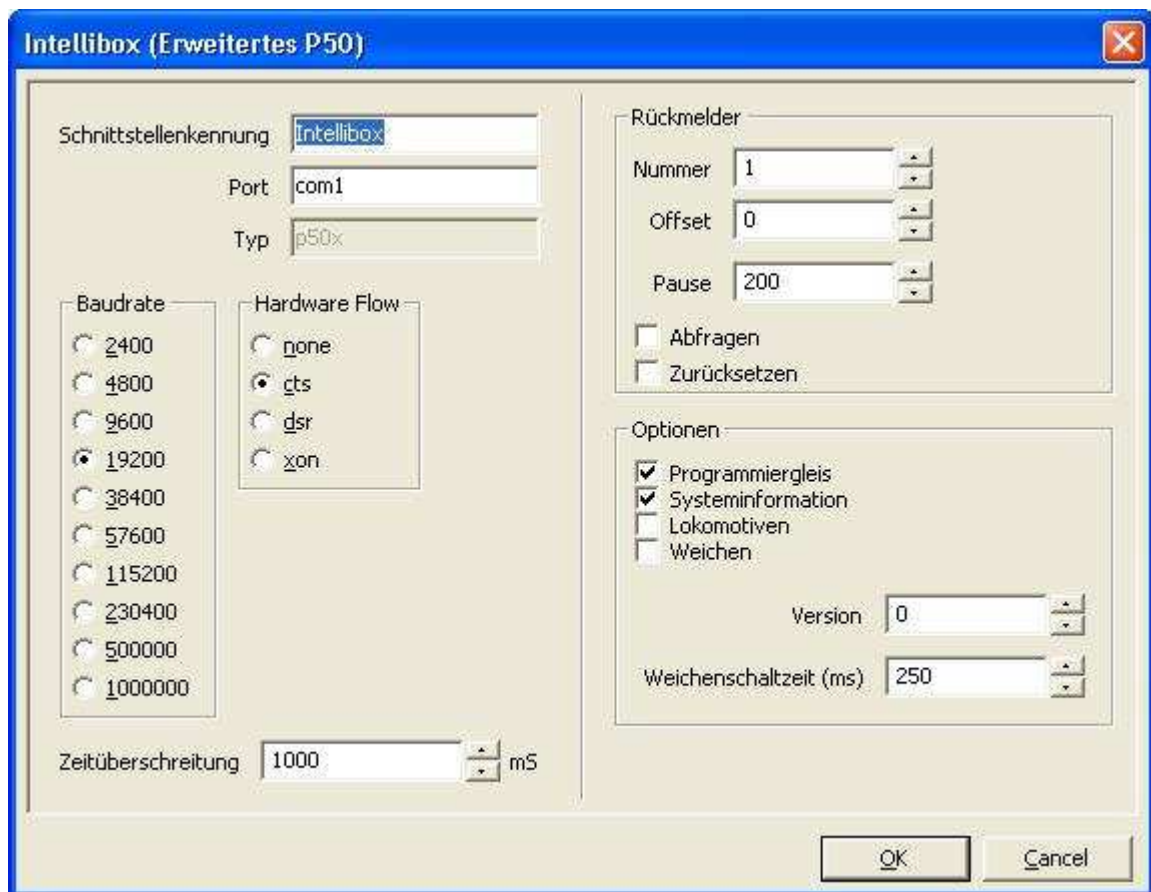 Intellibox (Erweitertes P50)
Schnittstellenkennung Intellibox
Port com1
Typ p50x
Baudrate
2400
4800
9600
19200
38400
57600
115200
230400
500000
1000000
Hardware Flow
none
cts
dsr
xon
Zeitüberschreitung 1000 mS
Rückmelder
Nummer 1
Offset 0
Pause 200
Abfragen
Zurücksetzen
Optionen
Programmiergleis
Systeminformation
Lokomotiven
Weichen
Version 0
Weichenschaltzeit (ms) 250
OK Cancel